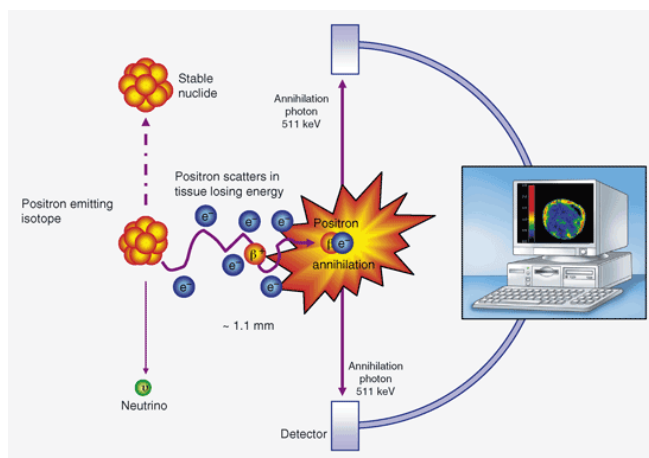 Stable
nuclide
Annihilation
photon
511 keV
Positron scatters in
tissue losing energy
Positron emitting
isotope
e⁻
e⁻
e⁻
Positron
β e⁻
β⁺
annihilation
e⁻
e⁻
e⁻
~ 1.1 mm
Annihilation
photon
511 keV
υ
Neutrino
Detector